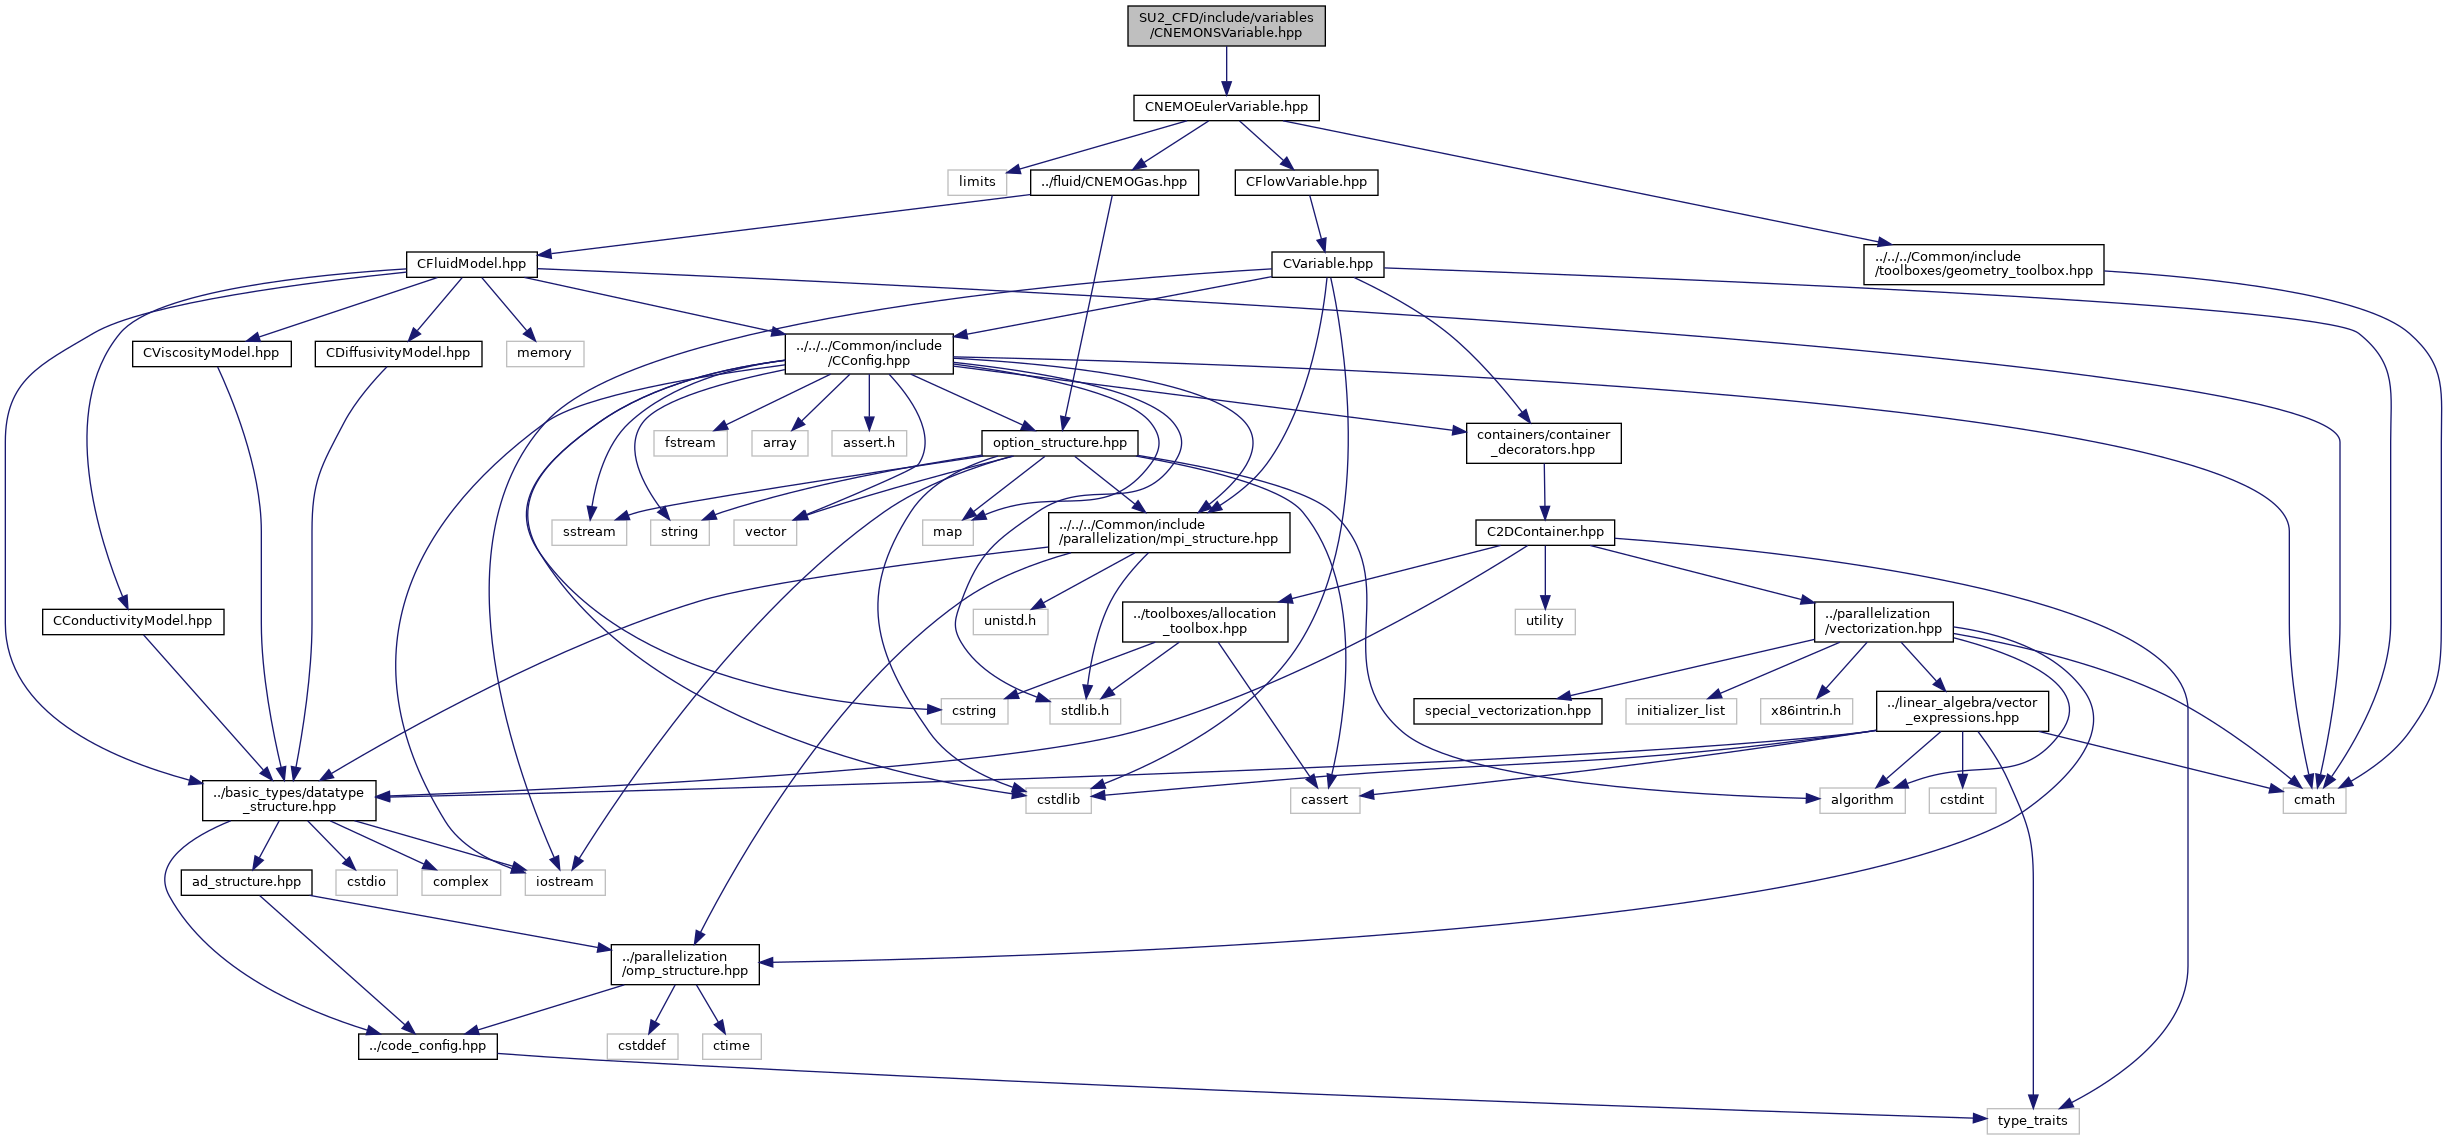 SU2_CFD/include/variables
/CNEMONSVariable.hpp
CNEMOEulerVariable.hpp
limits
../fluid/CNEMOGas.hpp
CFlowVariable.hpp
CFluidModel.hpp
CVariable.hpp
../../../Common/include
/toolboxes/geometry_toolbox.hpp
CViscosityModel.hpp
CDiffusivityModel.hpp
memory
../../../Common/include
/CConfig.hpp
fstream
array
assert.h
option_structure.hpp
containers/container
_decorators.hpp
sstream
string
vector
map
../../../Common/include
/parallelization/mpi_structure.hpp
C2DContainer.hpp
CConductivityModel.hpp
unistd.h
../toolboxes/allocation
_toolbox.hpp
utility
../parallelization
/vectorization.hpp
cstring
stdlib.h
special_vectorization.hpp
initializer_list
x86intrin.h
../linear_algebra/vector
_expressions.hpp
../basic_types/datatype
_structure.hpp
cstdlib
cassert
algorithm
cstdint
cmath
ad_structure.hpp
cstdio
complex
iostream
../parallelization
/omp_structure.hpp
../code_config.hpp
cstddef
ctime
type_traits